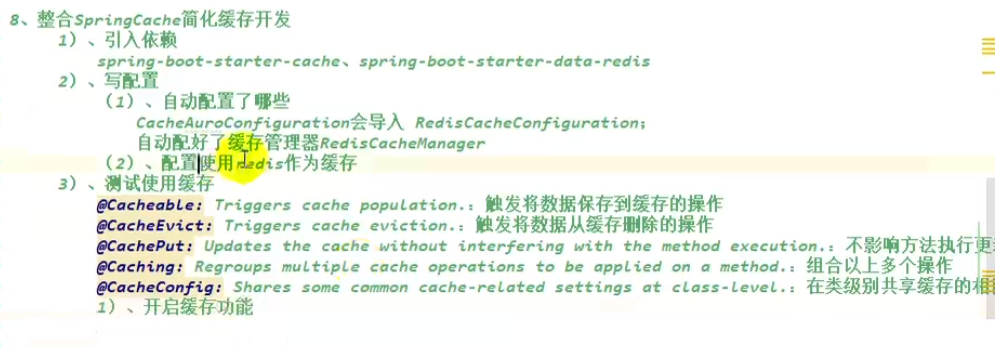 8、整合SpringCache简化缓存开发
1）、引入依赖
spring-boot-starter-cache、spring-boot-starter-data-redis
2）、写配置
（1）、自动配置了哪些
CacheAuroConfiguration会导入 RedisCacheConfiguration；
自动配好了缓存管理器RedisCacheManager
（2）、配置使用redis作为缓存
3）、测试使用缓存
@Cacheable: Triggers cache population.：触发将数据保存到缓存的操作
@CacheEvict: Triggers cache eviction.：触发将数据从缓存删除的操作
@CachePut: Updates the cache without interfering with the method execution.：不影响方法执行更
@Caching: Regroups multiple cache operations to be applied on a method.：组合以上多个操作
@CacheConfig: Shares some common cache-related settings at class-level.：在类级别共享缓存的相
1）、开启缓存功能